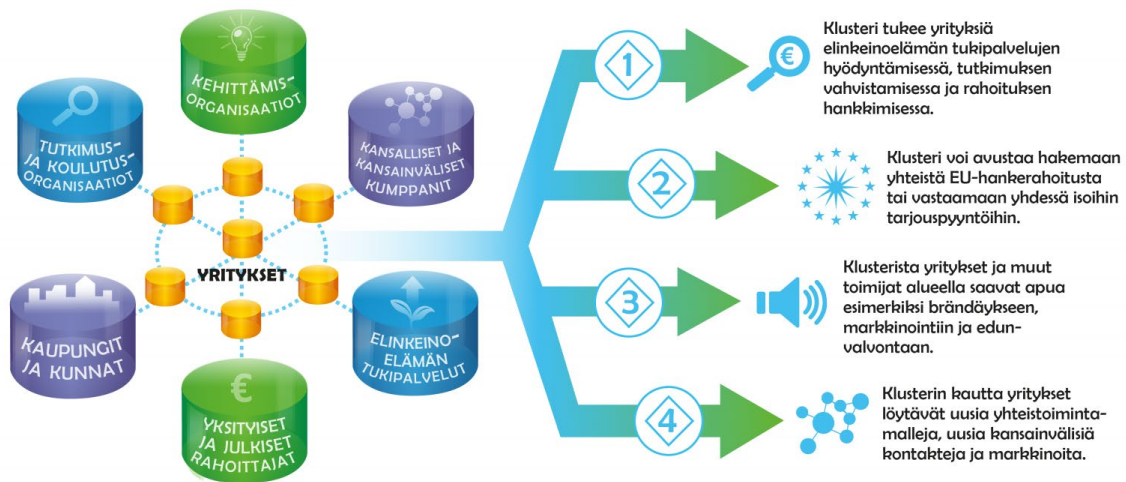 KEHITTÄMIS-
ORGANISAATIOT
TUTKIMUS-
JA KOULUTUS-
ORGANISAATIOT
KANSALLISET JA
KANSAINVÄLISET
KUMPPANIT
YRITYKSET
KAUPUNGIT
JA KUNNAT
ELINKEINO-
ELÄMÄN
TUKIPALVELUT
€
YKSITYISET
JA JULKISET
RAHOITTAJAT
1
€
Klusteri tukee yrityksiä
elinkeinoelämän tukipalvelujen
hyödyntämisessä, tutkimuksen
vahvistamisessa ja rahoituksen
hankkimisessa.
2
Klusteri voi avustaa hakemaan
yhteistä EU-hankerahoitusta
tai vastaamaan yhdessä isoihin
tarjouspyyntöihin.
3
Klusterista yritykset ja muut
toimijat alueella saavat apua
esimerkiksi brändäykseen,
markkinointiin ja edun-
valvontaan.
4
Klusterin kautta yritykset
löytävät uusia yhteistoiminta-
malleja, uusia kansainvälisiä
kontakteja ja markkinoita.